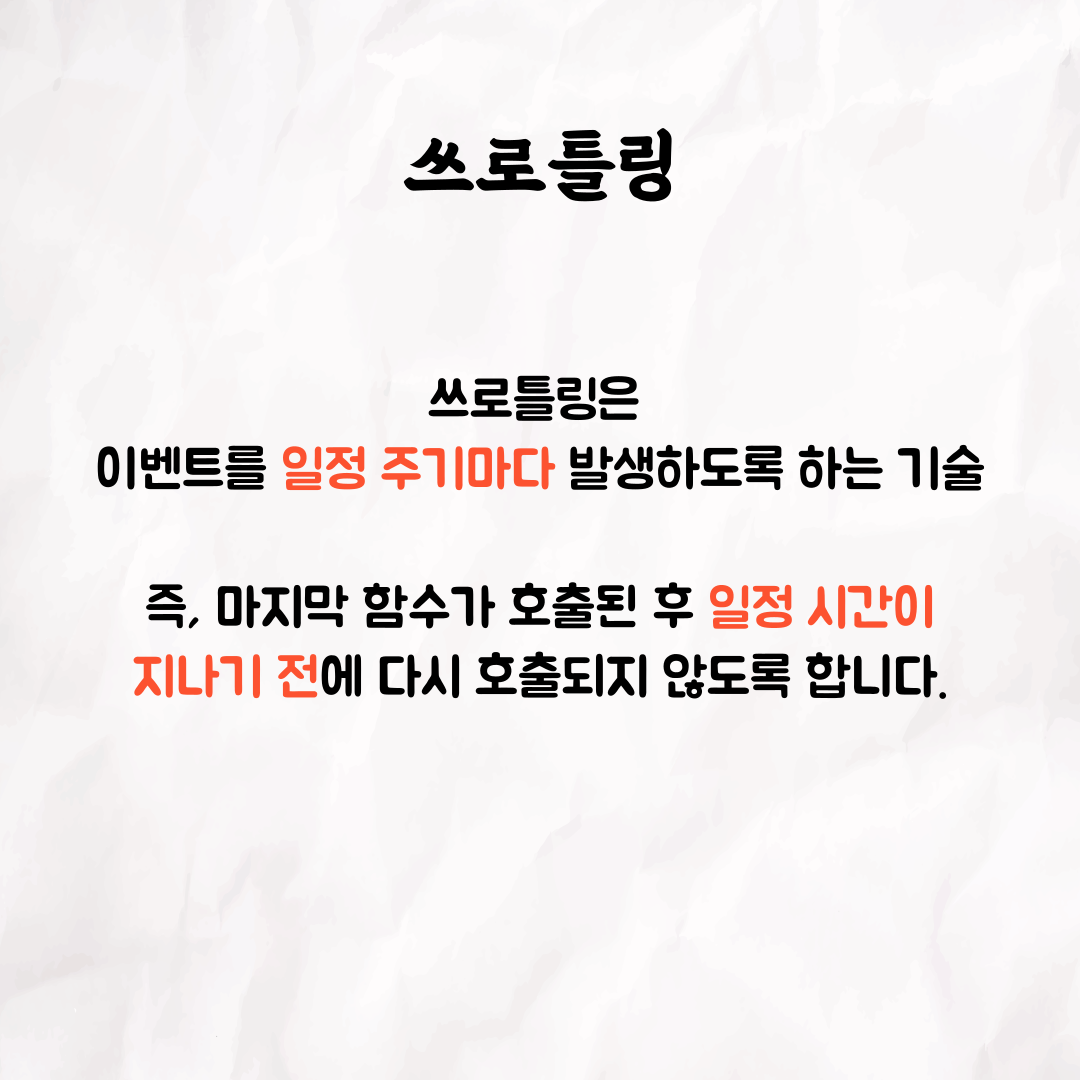 쓰로틀링
쓰로틀링은
이벤트를 일정 주기마다 발생하도록 하는 기술
즉, 마지막 함수가 호출된 후 일정 시간이
지나기 전에 다시 호출되지 않도록 합니다.